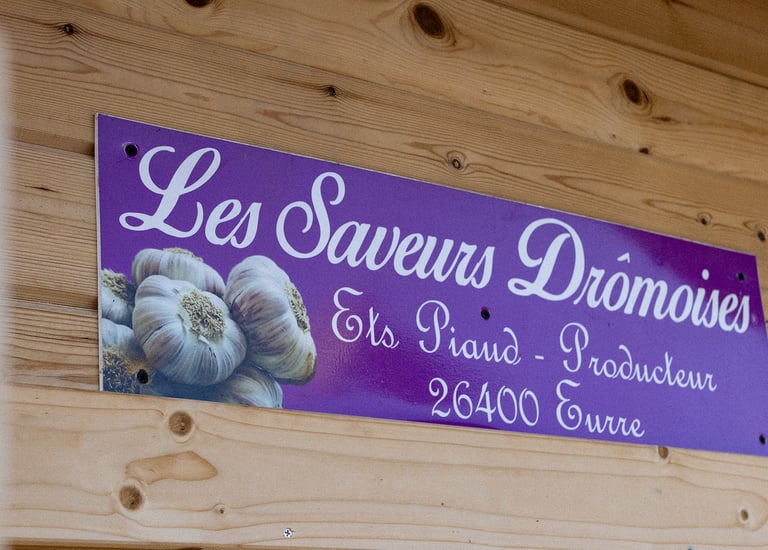 Les Saveurs Drômoises
Ets Piaud - Producteur
26400 Eurre